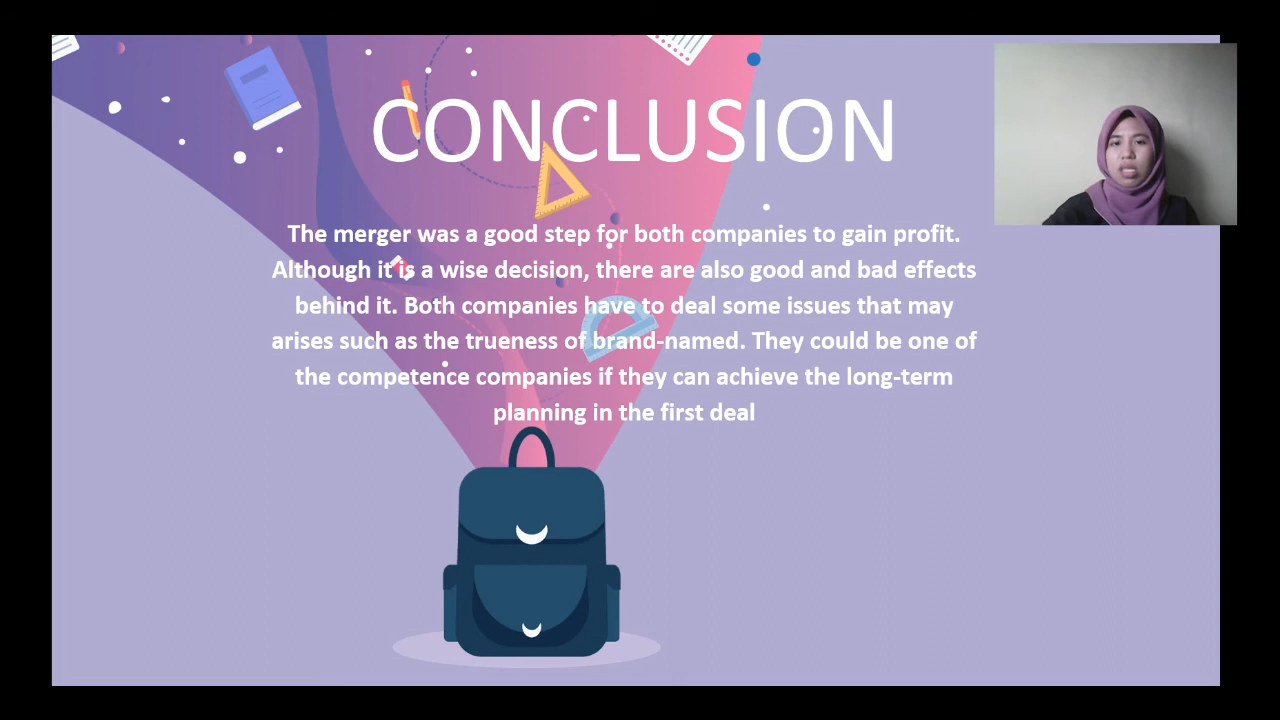 CONCLUSION
The merger was a good step for both companies to gain profit.
Although it is a wise decision, there are also good and bad effects
behind it. Both companies have to deal some issues that may
arises such as the trueness of brand-named. They could be one of
the competence companies if they can achieve the long-term
planning in the first deal